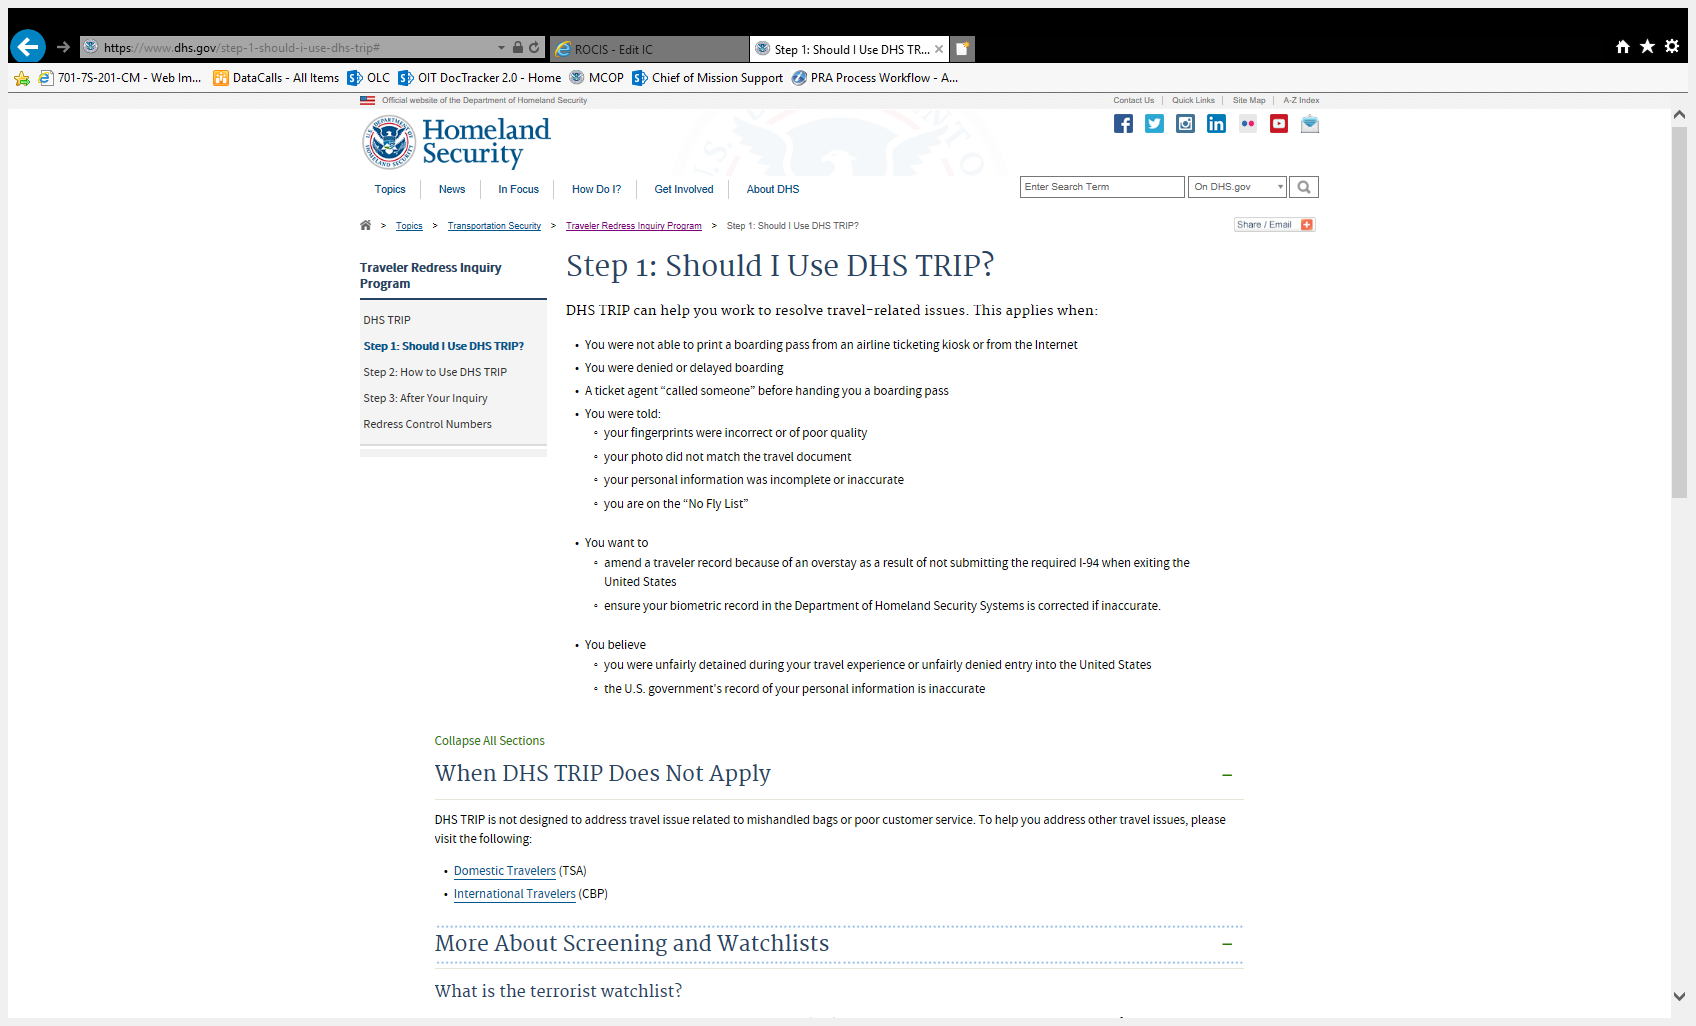 https://www.dhs.gov/step-1-should-i-use-dhs-trip#
ROCIS - Edit IC
Step 1: Should I Use DHS TR...
701-7S-201-CM - Web Im...
DataCalls - All Items
OLC
OIT DocTracker 2.0 - Home
MCOP
Chief of Mission Support
PRA Process Workflow - A...
Official website of the Department of Homeland Security
Contact Us
Quick Links
Site Map
A-Z Index
Homeland
Security
Topics
News
In Focus
How Do I?
Get Involved
About DHS
Enter Search Term
On DHS.gov
> Topics > Transportation Security > Traveler Redress Inquiry Program > Step 1: Should I Use DHS TRIP?
Share / Email
Traveler Redress Inquiry
Program
DHS TRIP
Step 1: Should I Use DHS TRIP?
Step 2: How to Use DHS TRIP
Step 3: After Your Inquiry
Redress Control Numbers
Step 1: Should I Use DHS TRIP?
DHS TRIP can help you work to resolve travel-related issues. This applies when:
• You were not able to print a boarding pass from an airline ticketing kiosk or from the Internet
• You were denied or delayed boarding
• A ticket agent “called someone” before handing you a boarding pass
• You were told:
◦ your fingerprints were incorrect or of poor quality
◦ your photo did not match the travel document
◦ your personal information was incomplete or inaccurate
◦ you are on the “No Fly List”
• You want to
◦ amend a traveler record because of an overstay as a result of not submitting the required I-94 when exiting the
United States
◦ ensure your biometric record in the Department of Homeland Security Systems is corrected if inaccurate.
• You believe
◦ you were unfairly detained during your travel experience or unfairly denied entry into the United States
◦ the U.S. government's record of your personal information is inaccurate
Collapse All Sections
When DHS TRIP Does Not Apply
DHS TRIP is not designed to address travel issue related to mishandled bags or poor customer service. To help you address other travel issues, please
visit the following:
• Domestic Travelers (TSA)
• International Travelers (CBP)
More About Screening and Watchlists
What is the terrorist watchlist?